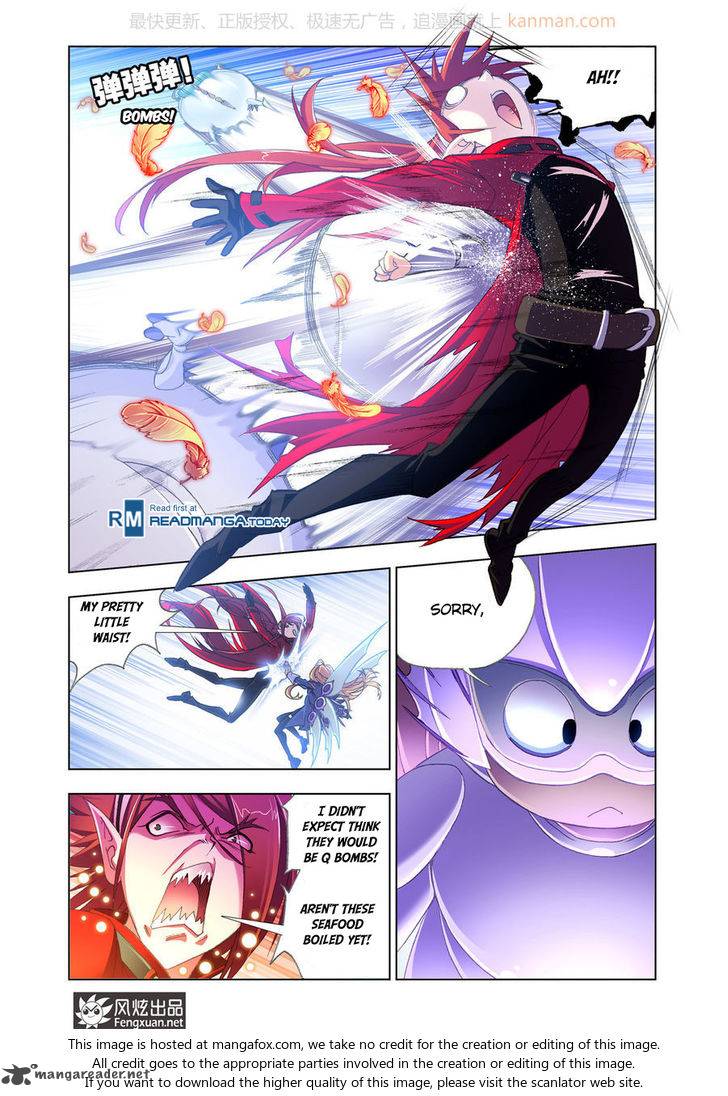 最快更新、正版授权、极速无广告，追漫画
上 kanman.com
弹弹弹!
BOMBS!
AH!!
Read first at
RM READMANGA.TODAY
MY PRETTY
LITTLE
WAIST!
SORRY,
I DIDN'T
EXPECT THINK
THEY WOULD
BE Q BOMBS!
AREN'T THESE
SEAFOOD
BOILED YET!
风炫出品
Fengxuan.net
This image is hosted at mangafox.com, we take no credit for the creation or editing of this image.
All credit goes to the appropriate parties involved in the creation or editing of this image.
If you want to download the higher quality of this image, please visit the scanlator web site.
mangareader.net